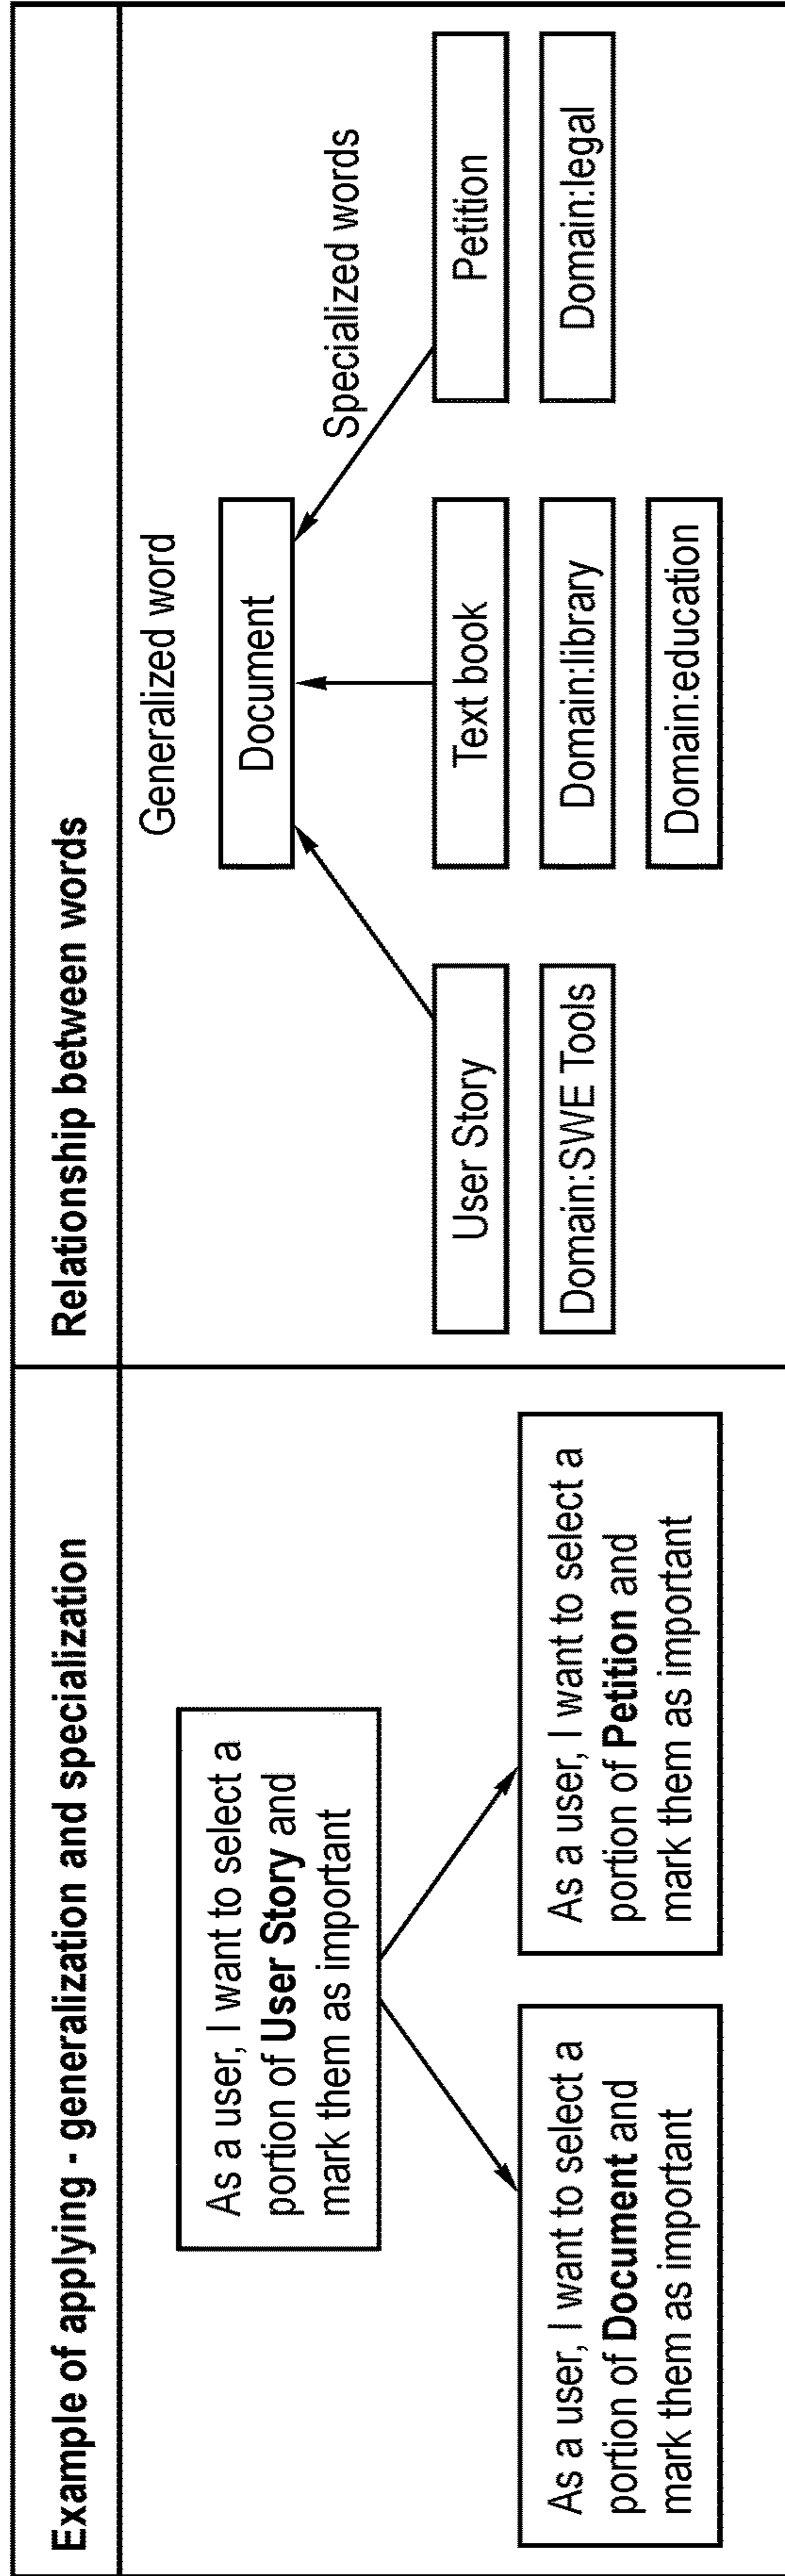 Example of applying - generalization and specialization
As a user, I want to select a
portion of User Story and
mark them as important
As a user, I want to select a
portion of Document and
mark them as important
As a user, I want to select a
portion of Petition and
mark them as important
Relationship between words
Generalized word
Document
Specialized words
User Story
Domain:SWE Tools
Text book
Domain:library
Domain:education
Petition
Domain:legal